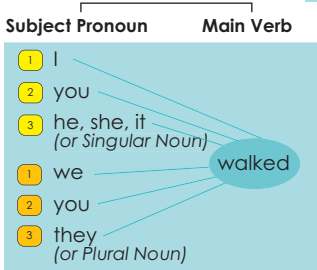 Subject Pronoun Main Verb
1 I
2 you
3 he, she, it
(or Singular Noun)
walked
1 we
2 you
3 they
(or Plural Noun)